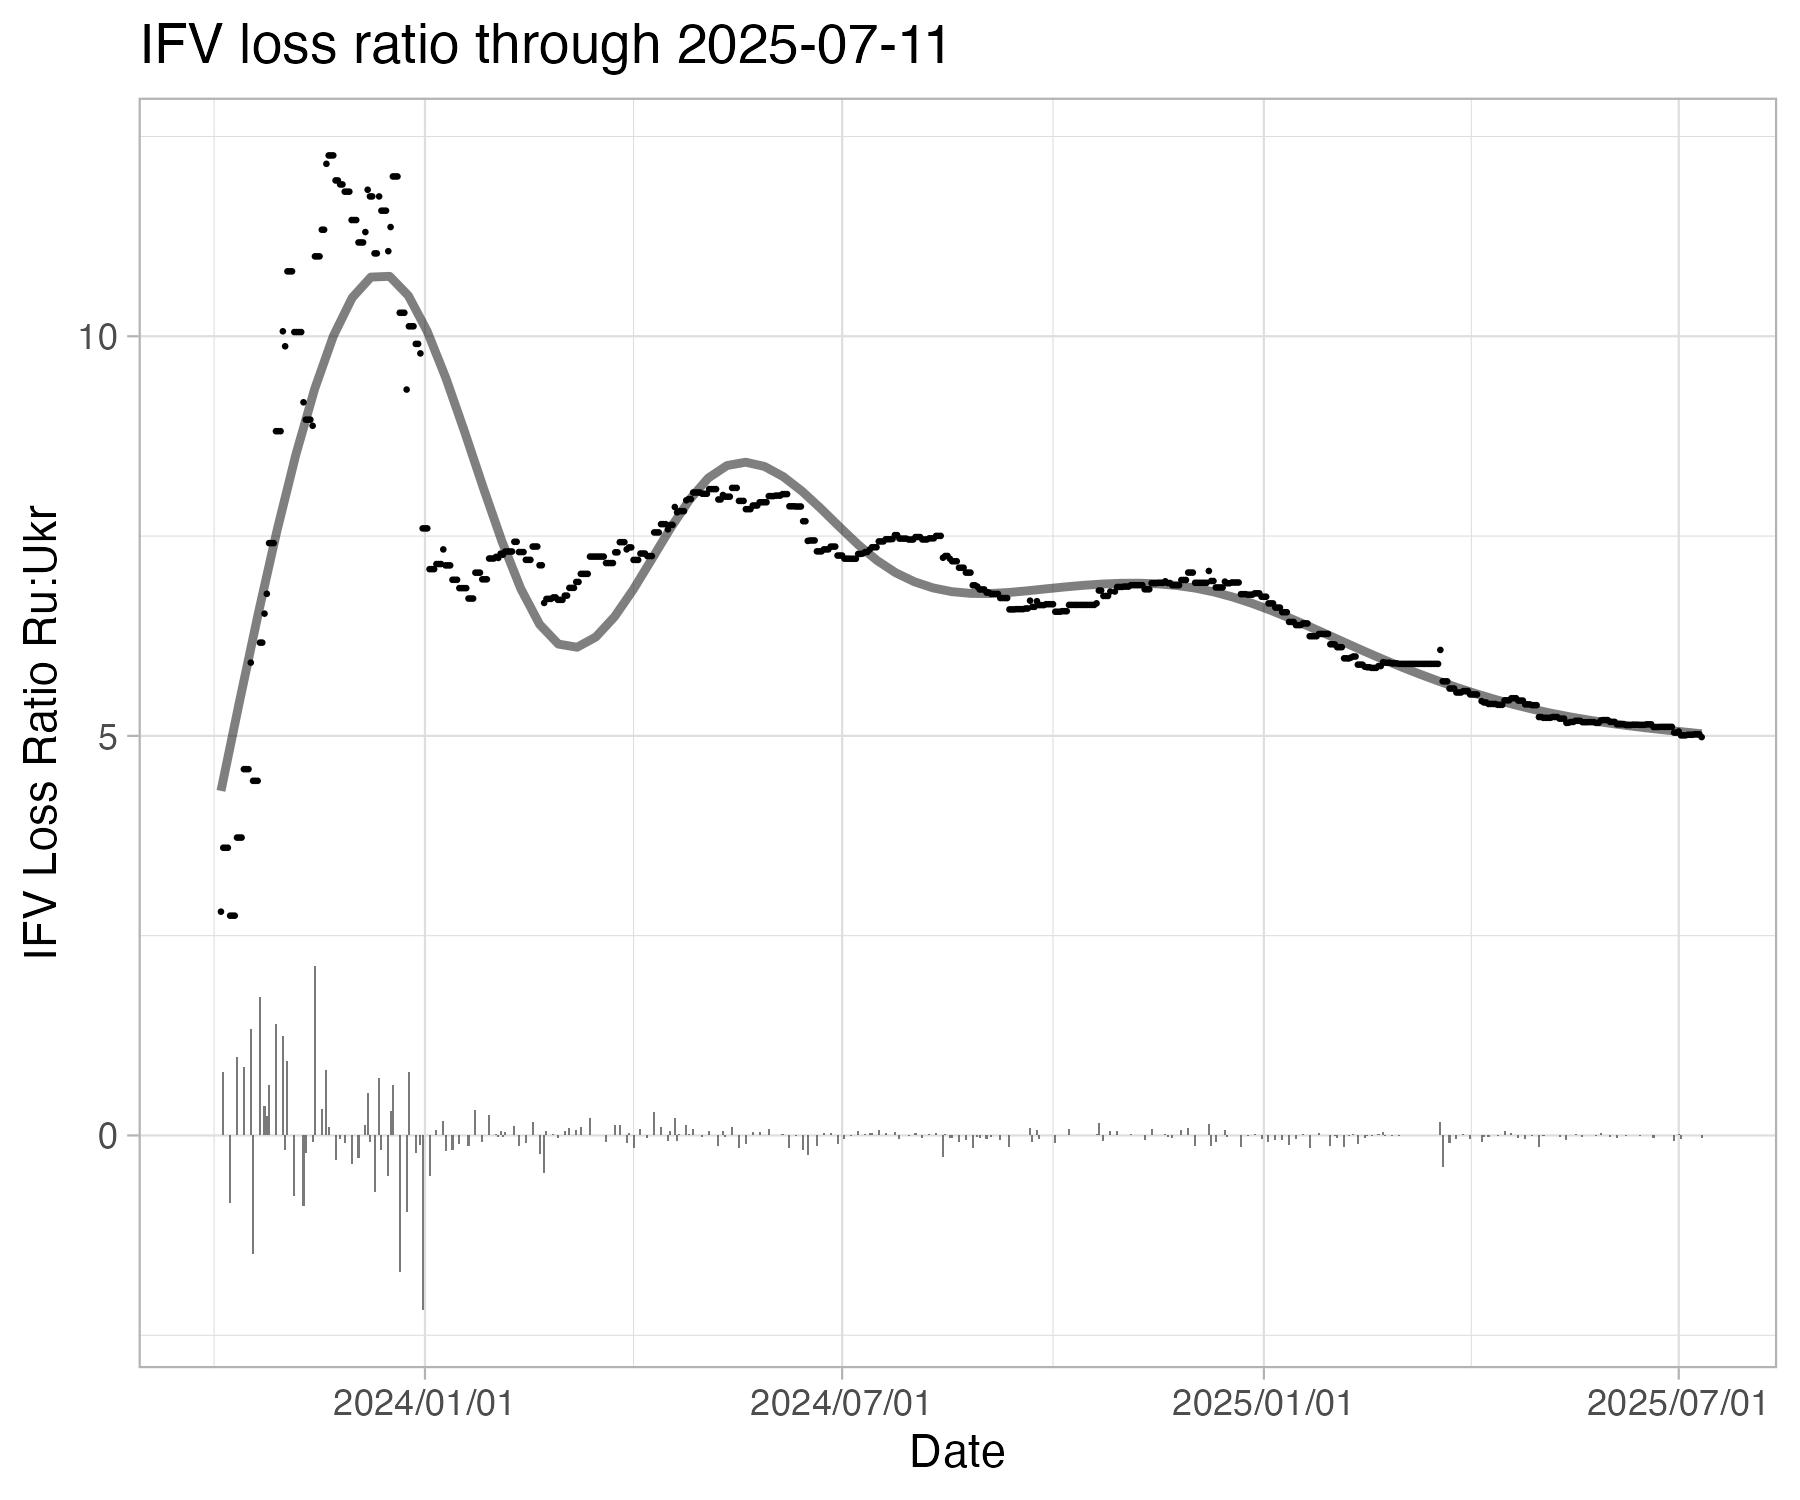 IFV loss ratio through 2025-07-11
IFV Loss Ratio Ru:Ukr
10
5
0
2024/01/01
2024/07/01
2025/01/01
2025/07/01
Date